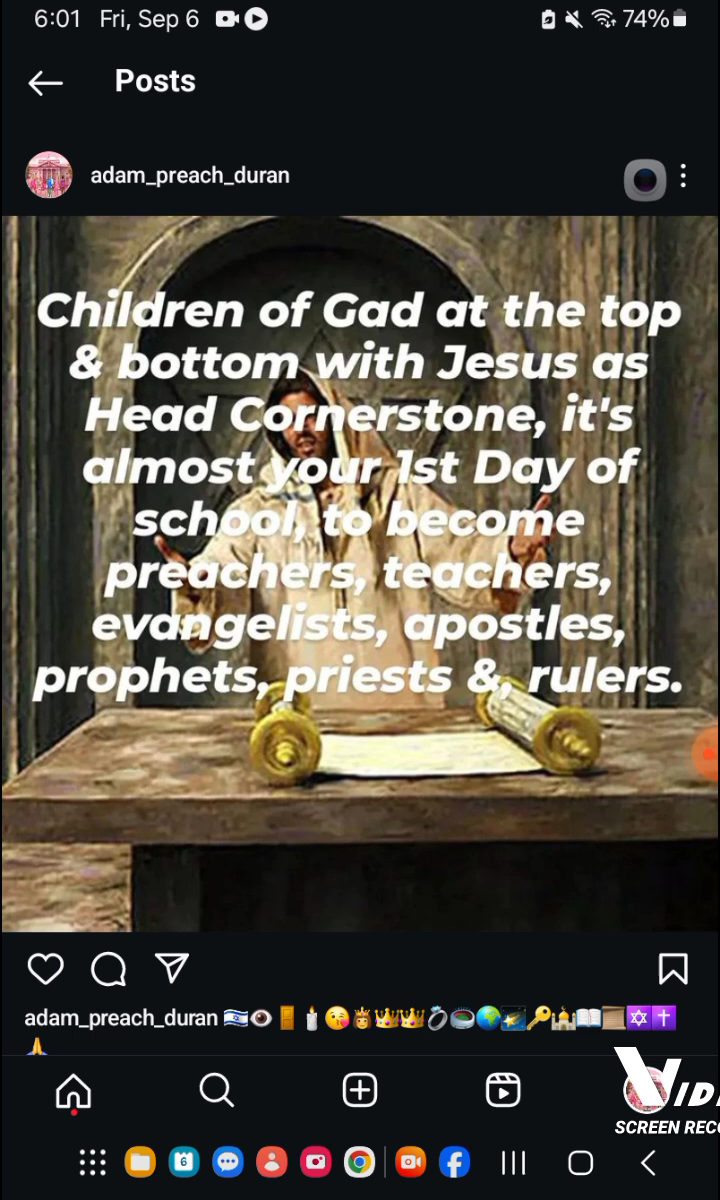 6:01 Fri, Sep 6 74%
Posts
adam_preach_duran
Children of Gad at the top
& bottom with Jesus as
Head Cornerstone, it's
almost your 1st Day of
school, to become
preachers, teachers,
evangelists, apostles,
prophets, priests &, rulers.
adam_preach_duran 🇮🇱👁🚪🕯😘👸👑👑💍🏟🌍🌠🔑🕌📖📜🔯✝️
🙏
6
SCREEN